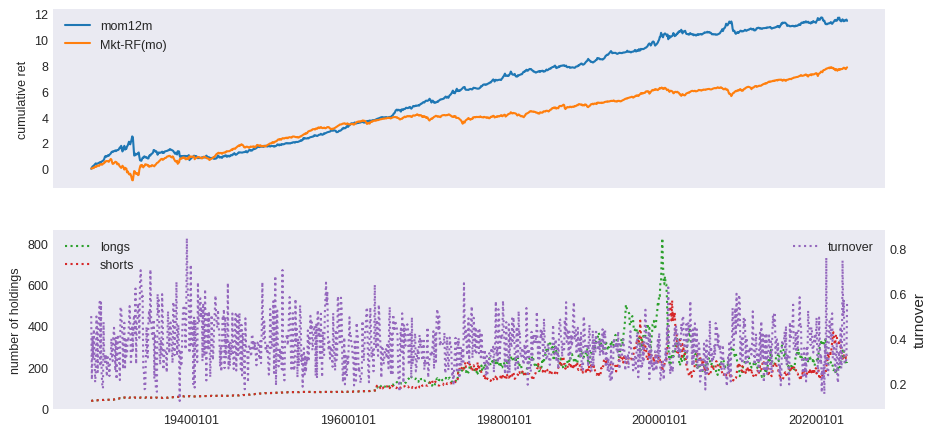 12
10
8
6
4
2
0
cumulative ret
mom12m
Mkt-RF(mo)
800
600
400
200
0
number of holdings
longs
shorts
turnover
0.8
0.6
0.4
0.2
turnover
19400101
19600101
19800101
20000101
20200101